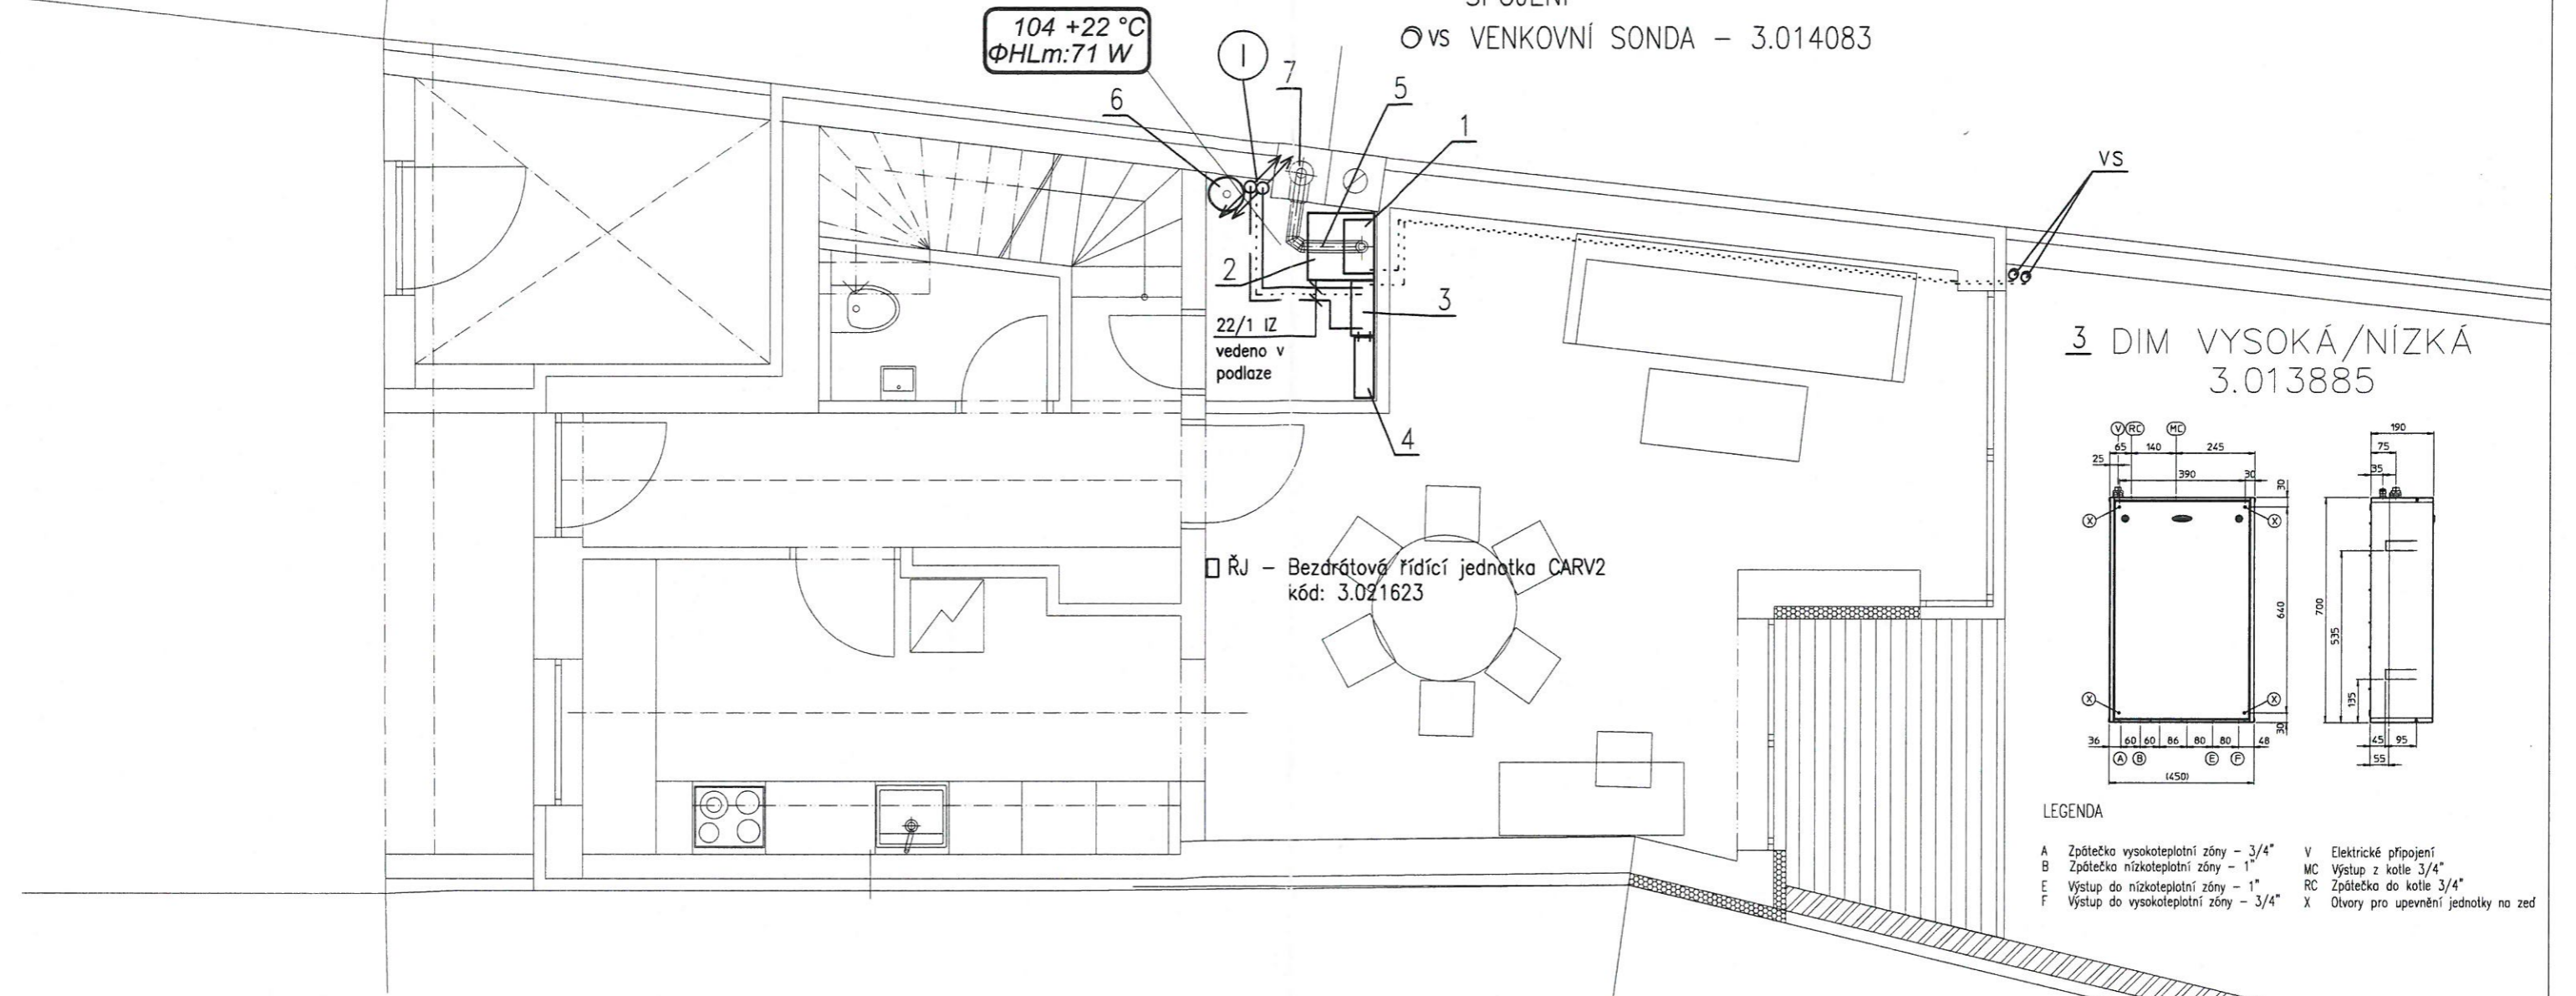 SPOJENÍ
VS VENKOVNÍ SONDA – 3.014083
104 +22 °C
ΦHLm:71 W
I
7
6
5
1
VS
2
3
22/1 IZ
vedeno v
podlaze
4
ŘJ – Bezdrátová řídící jednotka CARV2
kód: 3.021623
3 DIM VYSOKÁ/NÍZKÁ
3.013885
V RC MC
65 140 245
25 390 30
30
X X
640
X X
30
36 60 60 86 80 80 48
A B E F
(450)
190
75
35
700
535
135
45 95
55
LEGENDA
A Zpátečka vysokoteplotní zóny – 3/4"
B Zpátečka nízkoteplotní zóny – 1"
E Výstup do nízkoteplotní zóny – 1"
F Výstup do vysokoteplotní zóny – 3/4"
V Elektrické připojení
MC Výstup z kotle 3/4"
RC Zpátečka do kotle 3/4"
X Otvory pro upevnění jednotky na zeď